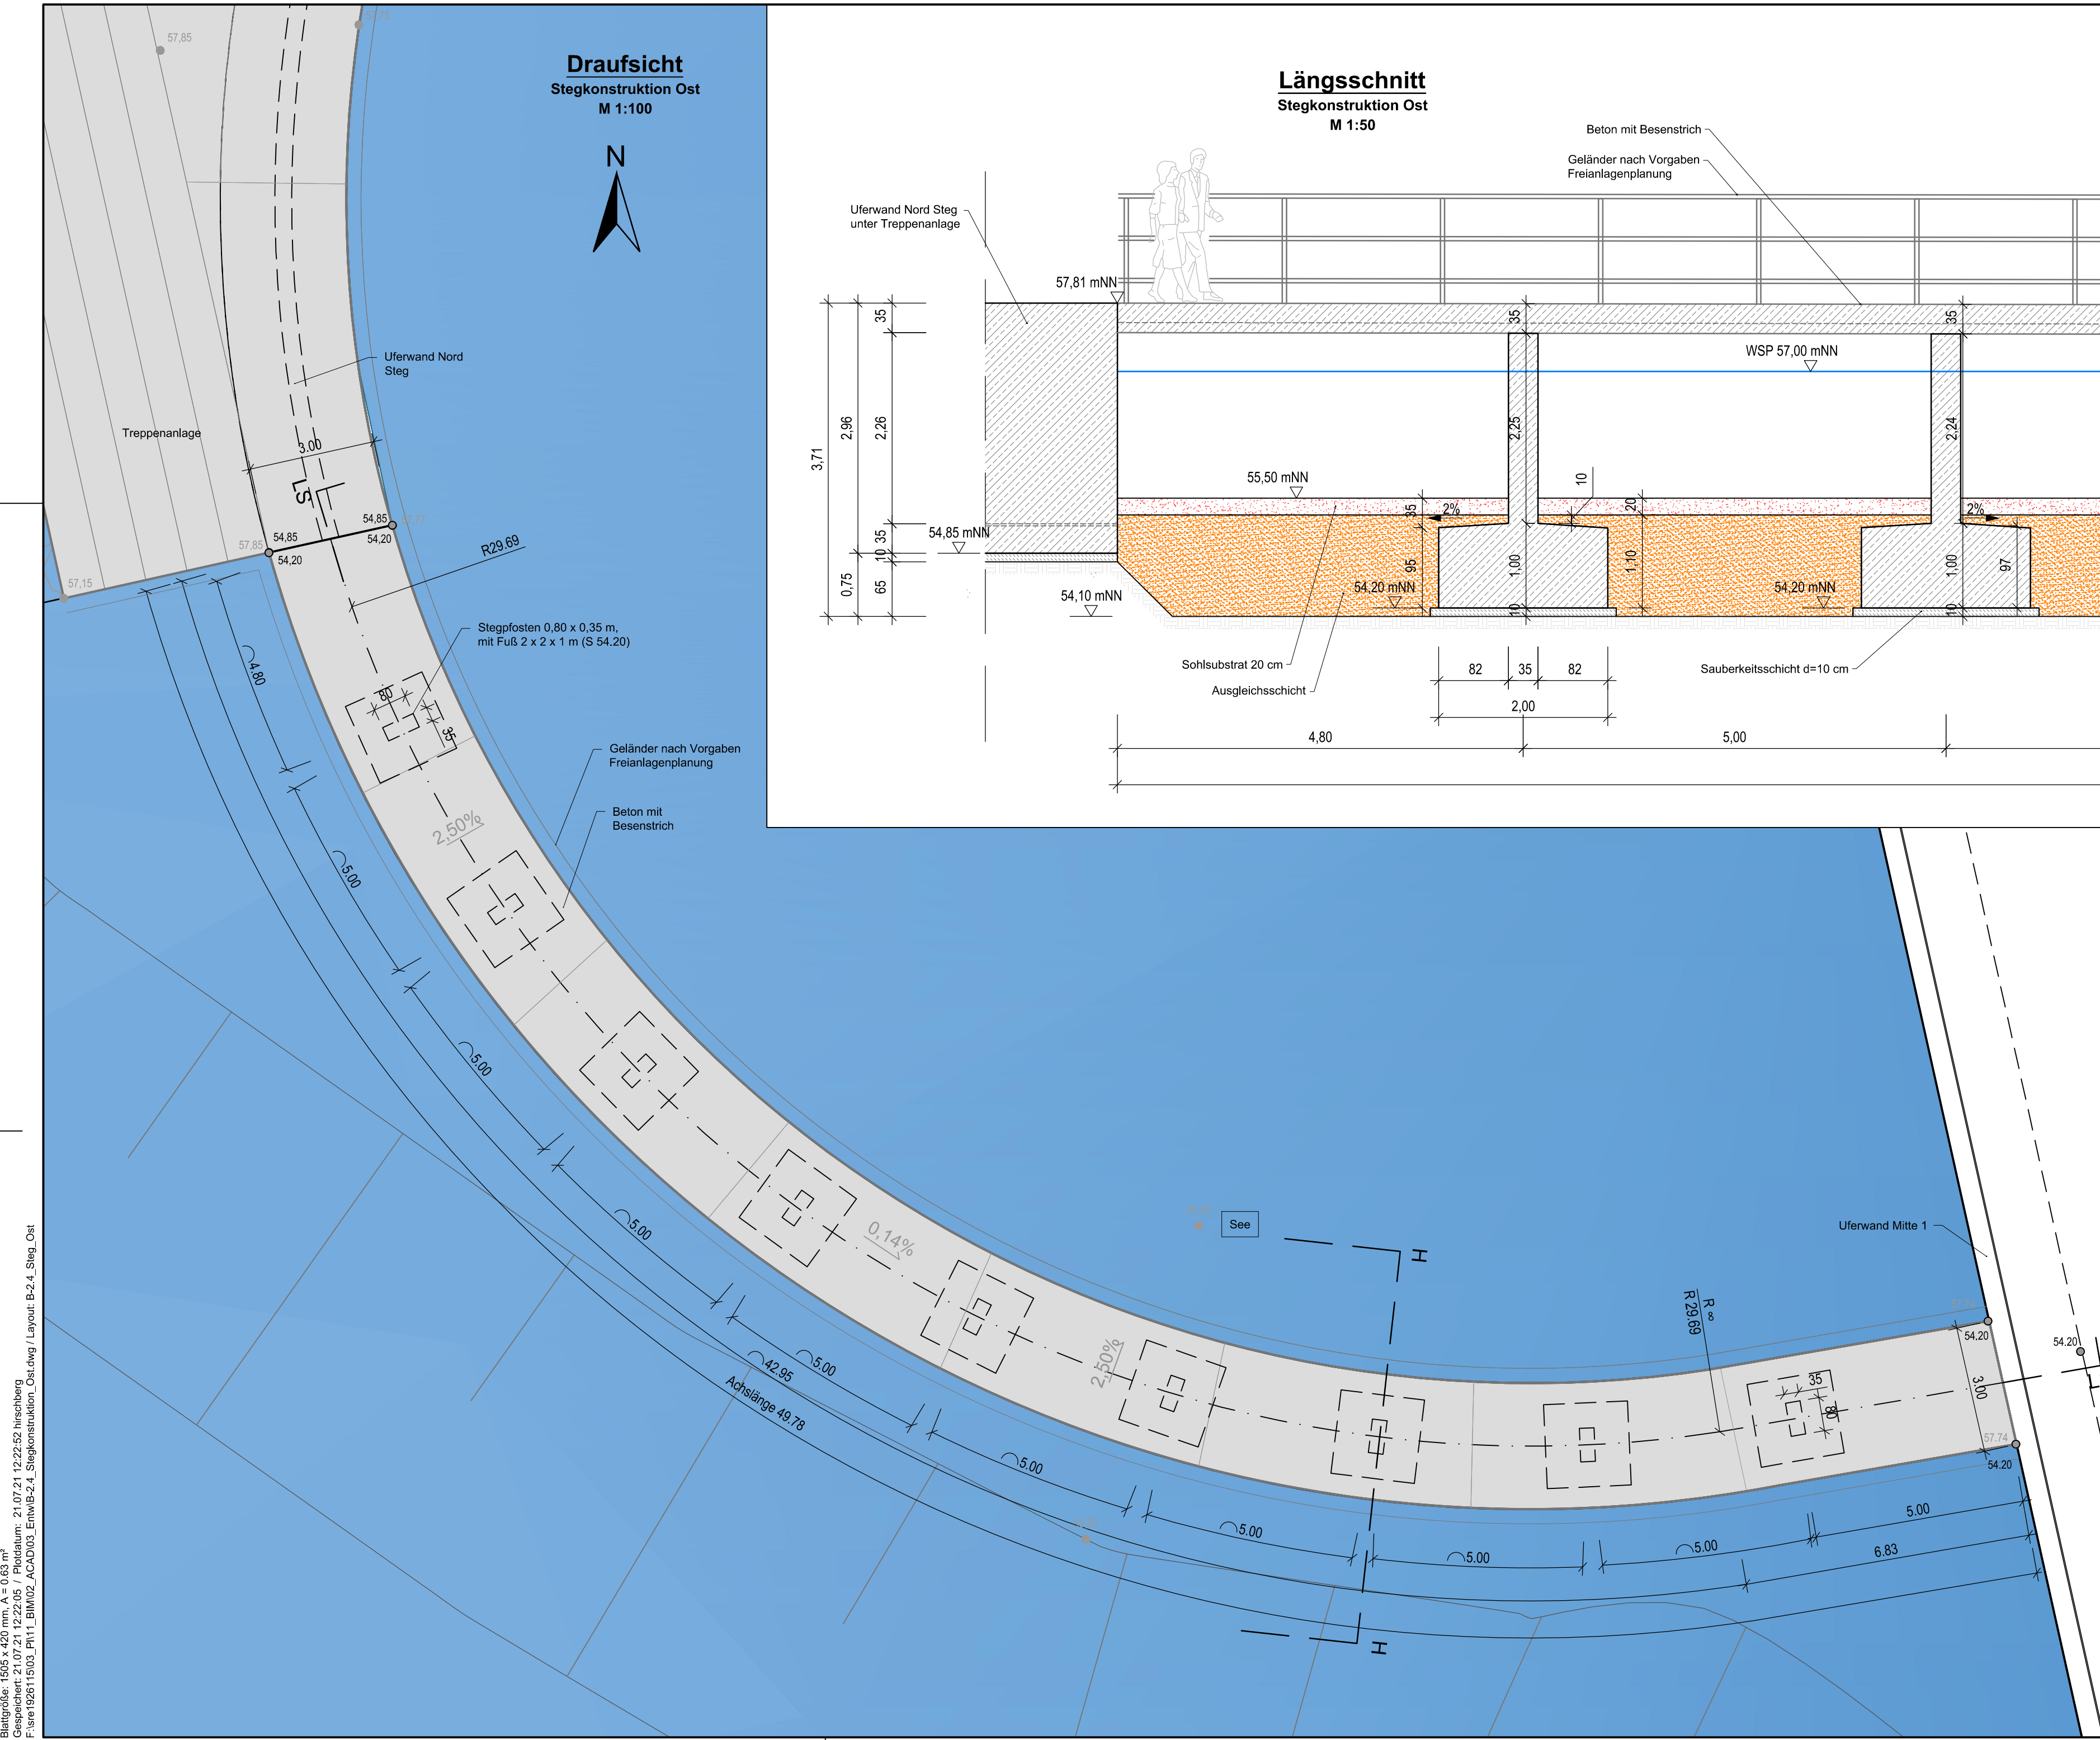 Draufsicht
Stegkonstruktion Ost
M 1:100
N
57,85
Uferwand Nord
Steg
Treppenanlage
3.00
LS
54,85
54,20
57,85
54,85
54,20
57,15
R29.69
Stegpfosten 0,80 x 0,35 m,
mit Fuß 2 x 2 x 1 m (S 54.20)
80
35
4.80
Geländer nach Vorgaben
Freianlagenplanung
Beton mit
Besenstrich
2,50%
5.00
5.00
5.00
0,14%
5.00
42.95
Achslänge 49.78
2,50%
5.00
5.00
5.00
5.00
5.00
6.83
See
H
H
R ∞
R 29.69
35
80
3.00
Uferwand Mitte 1
54,20
54.20
57.74
54.20
Längsschnitt
Stegkonstruktion Ost
M 1:50
Beton mit Besenstrich
Geländer nach Vorgaben
Freianlagenplanung
Uferwand Nord Steg
unter Treppenanlage
57,81 mNN
35
35
35
WSP 57,00 mNN
3,71
2,96
2,26
2,25
2,24
10
55,50 mNN
35
2%
20
2%
54,85 mNN
35
10
0,75
65
95
1,00
1,10
1,00
97
54,10 mNN
54,20 mNN
54,20 mNN
10
10
Sohlsubstrat 20 cm
Ausgleichsschicht
Sauberkeitsschicht d=10 cm
82
35
82
2,00
4,80
5,00
Blattgröße: 1505 x 420 mm, A = 0.63 m²
Gespeichert: 21.07.21 12:22:05 / Plotdatum: 21.07.21 12:22:52 hirschberg
F:\sre1926115\03_Pl\11_BIM\02_ACAD\03_Entw\B-2.4_Stegkonstruktion_Ost.dwg / Layout: B-2.4_Steg_Ost